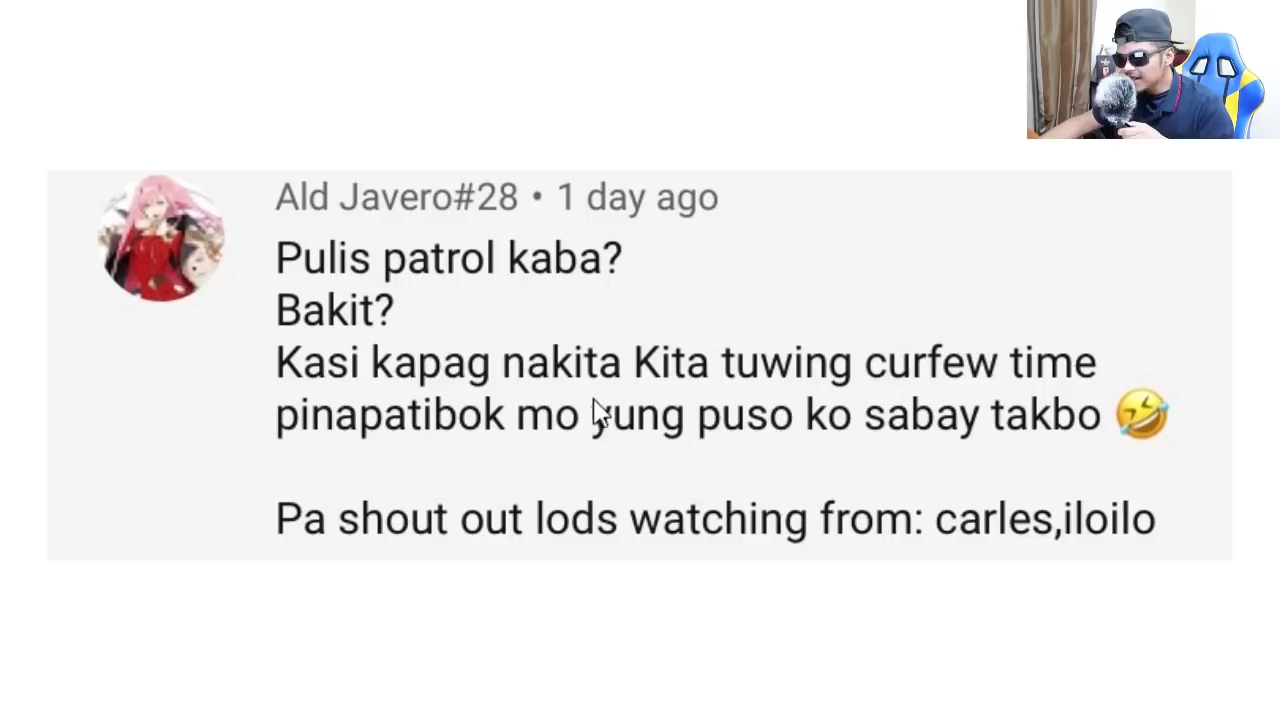 Ald Javero#28 • 1 day ago
Pulis patrol kaba?
Bakit?
Kasi kapag nakita Kita tuwing curfew time
pinapatibok mo yung puso ko sabay takbo 🤣
Pa shout out lods watching from: carles,iloilo